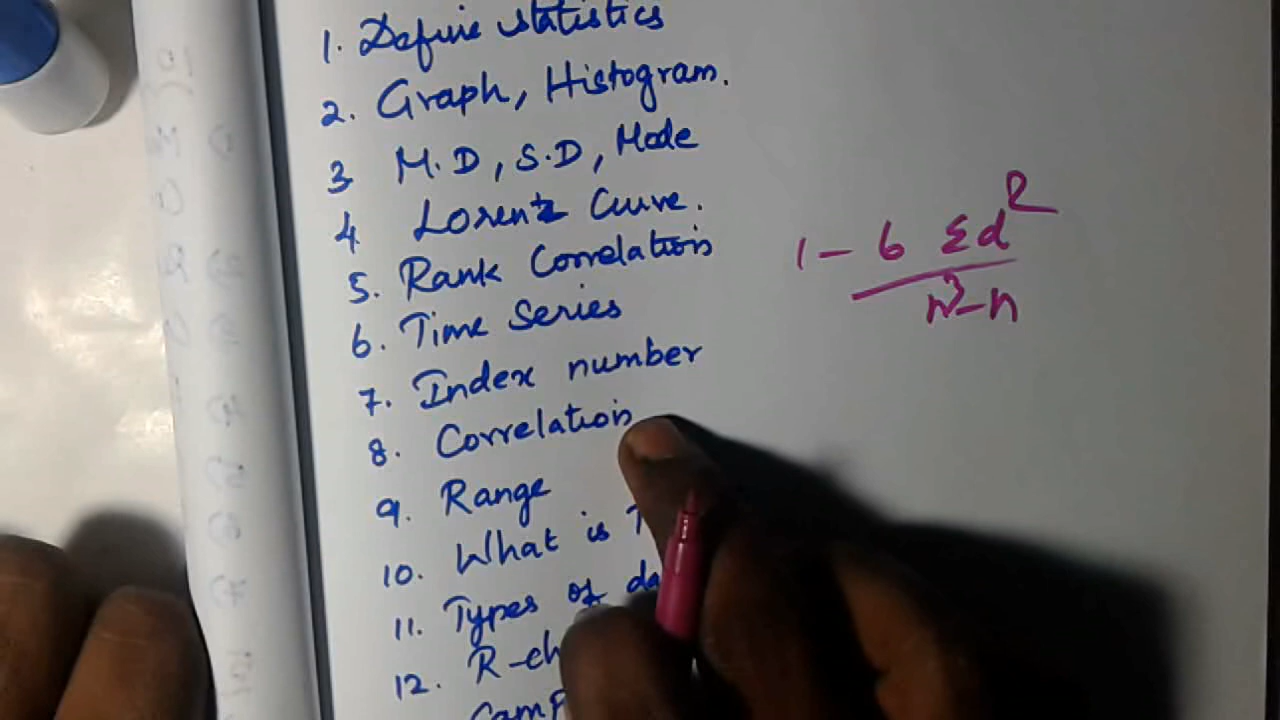 1. Define statistics
2. Graph, Histogram.
3 M.D, S.D, Mode
4 Lorentz Curve.
5. Rank Correlation
6. Time Series
7. Index number
8. Correlation
9. Range
10. What is
11. Types of
12. R-ch
1 - 6 Σd²
n³-n